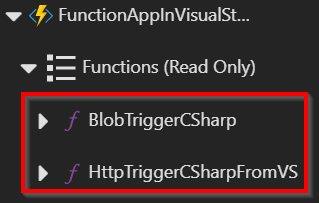 FunctionAppInVisualSt...
Functions (Read Only)
f BlobTriggerCSharp
f HttpTriggerCSharpFromVS